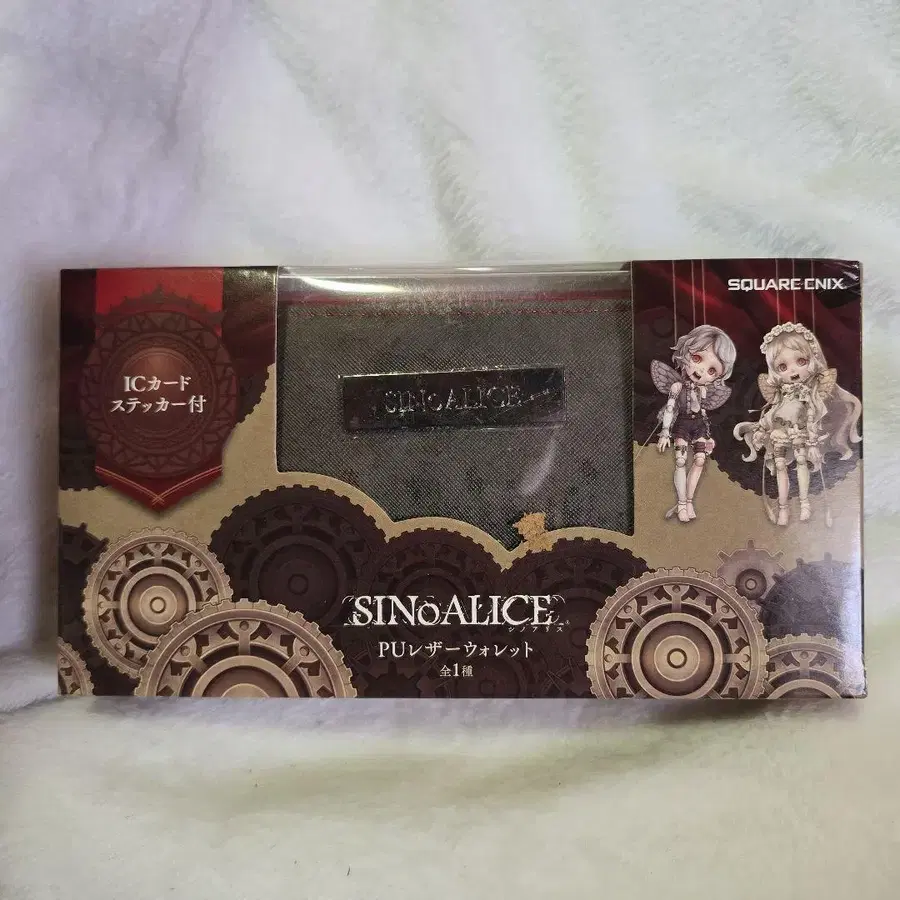 SQUARE ENIX
ICカード
ステッカー付
SINoALICE
SINoALICE
シノアリス
PUレザーウォレット
全1種